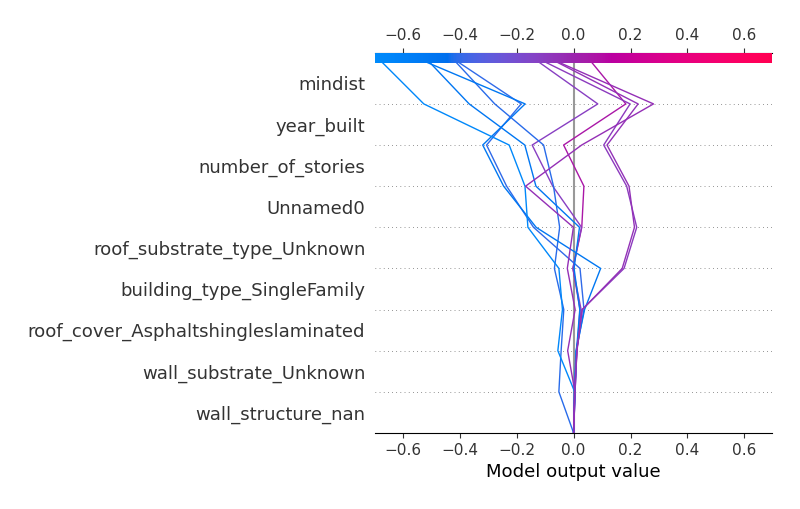 −0.6 −0.4 −0.2 0.0 0.2 0.4 0.6
mindist
year_built
number_of_stories
Unnamed0
roof_substrate_type_Unknown
building_type_SingleFamily
roof_cover_Asphaltshingleslaminated
wall_substrate_Unknown
wall_structure_nan
−0.6 −0.4 −0.2 0.0 0.2 0.4 0.6
Model output value